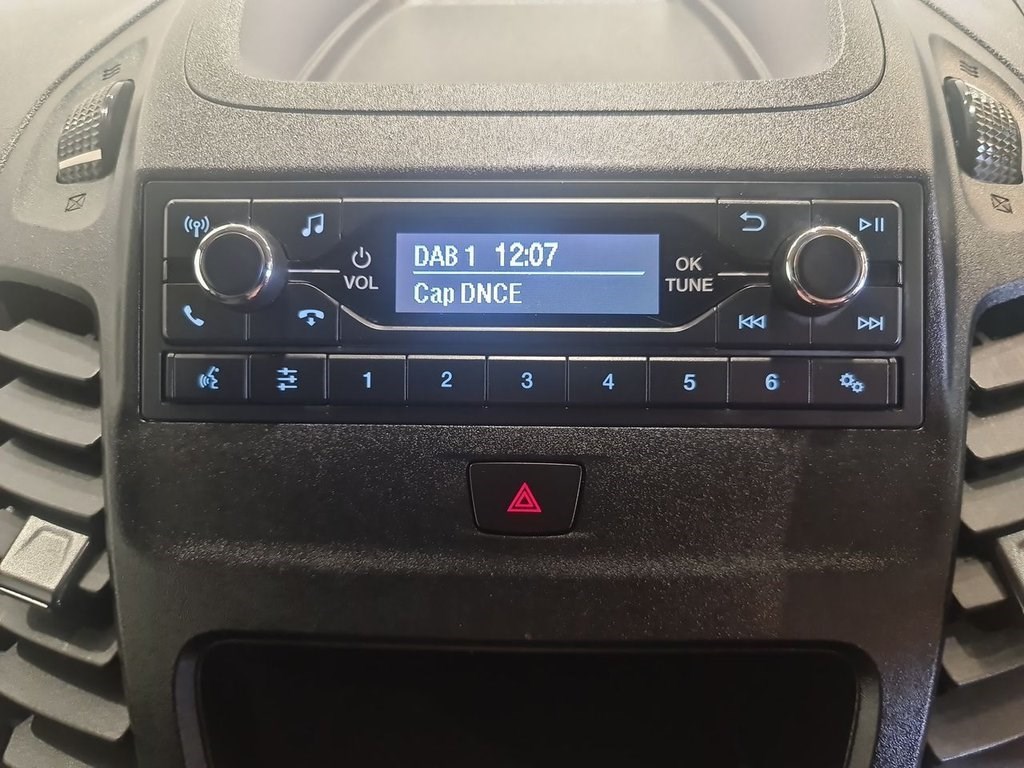 DAB 1 12:07
Cap DNCE
VOL
OK
TUNE
1 2 3 4 5 6